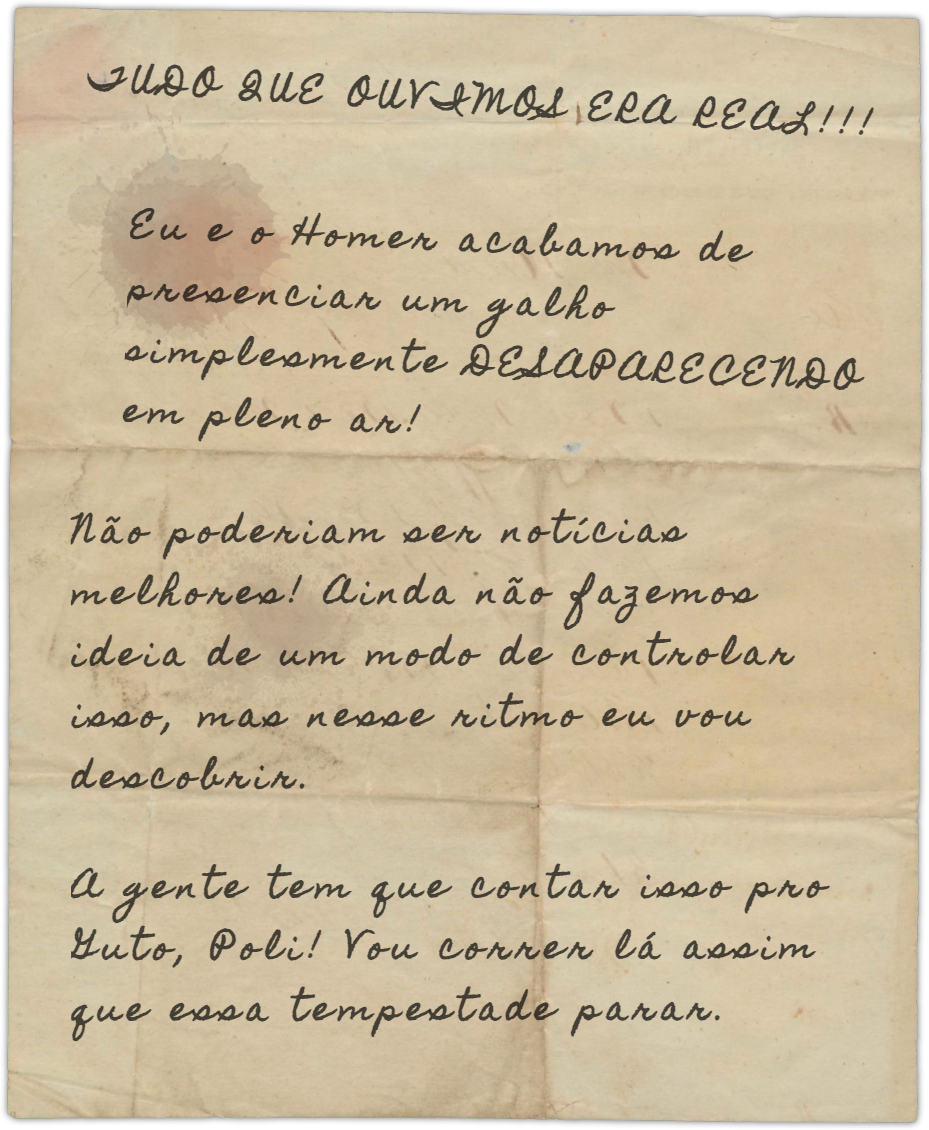 TUDO QUE OUVIMOS ERA REAL!!!
Eu e o Homer acabamos de
presenciar um galho
simplesmente DESAPARECENDO
em pleno ar!
Não poderiam ser notícias
melhores! Ainda não fazemos
ideia de um modo de controlar
isso, mas nesse ritmo eu vou
descobrir.
A gente tem que contar isso pro
Guto, Poli! Vou correr lá assim
que essa tempestade parar.